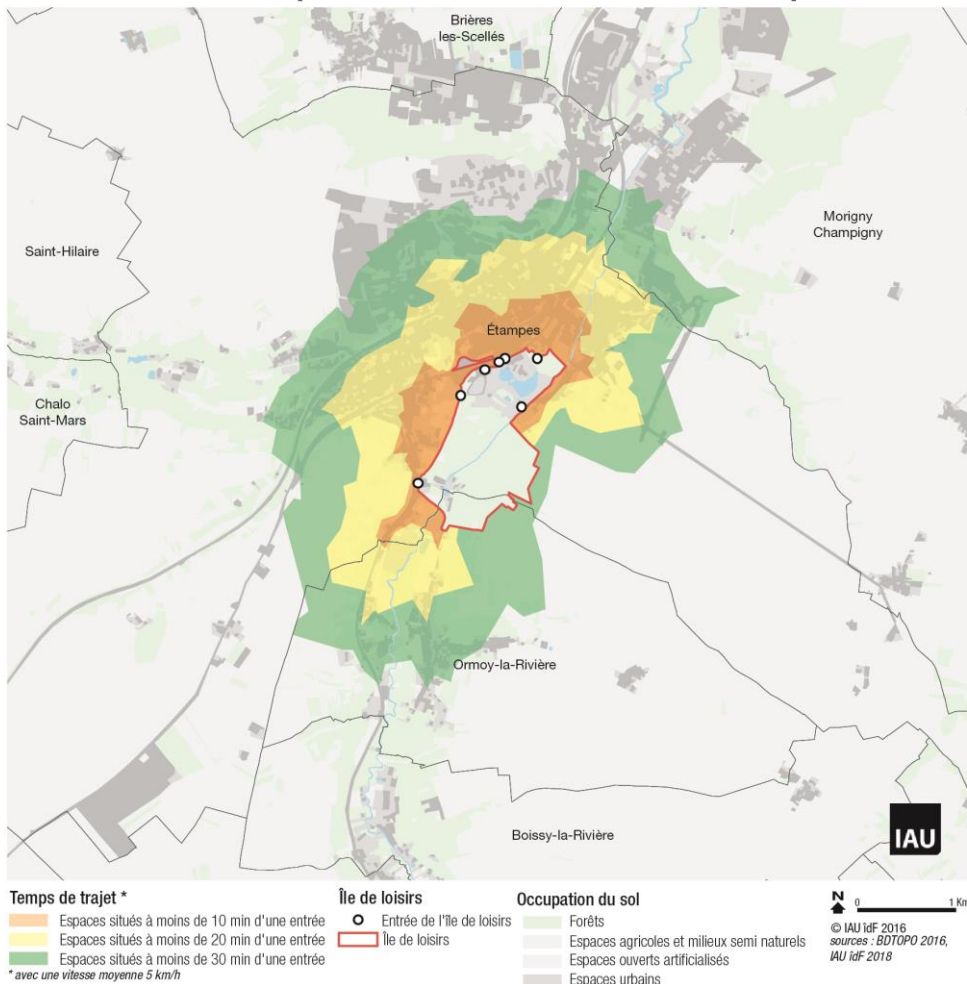 Brières
les-Scellés
Morigny
Champigny
Saint-Hilaire
Étampes
Chalo
Saint-Mars
Ormoy-la-Rivière
Boissy-la-Rivière
IAU
Temps de trajet *
Espaces situés à moins de 10 min d'une entrée
Espaces situés à moins de 20 min d'une entrée
Espaces situés à moins de 30 min d'une entrée
* avec une vitesse moyenne 5 km/h
Île de loisirs
Entrée de l'île de loisirs
Île de loisirs
Occupation du sol
Forêts
Espaces agricoles et milieux semi naturels
Espaces ouverts artificialisés
Espaces urbains
N
0 1 Km
© IAU îdF 2016
sources : BDTOPO 2016,
IAU îdF 2018